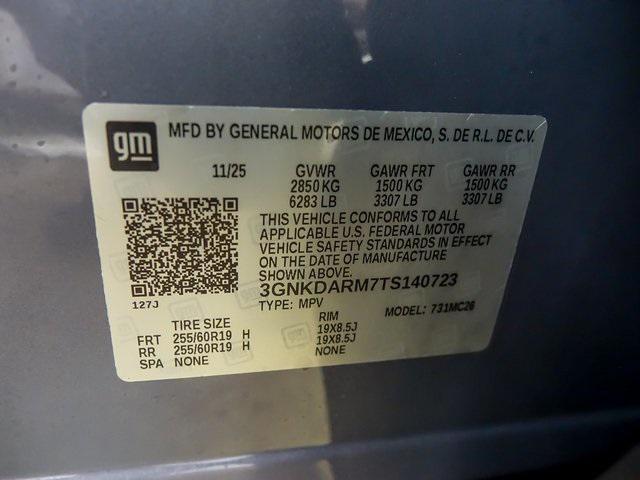 gm
MFD BY GENERAL MOTORS DE MEXICO, S. DE R.L. DE C.V.
11/25 GVWR GAWR FRT GAWR RR
2850 KG 1500 KG 1500 KG
6283 LB 3307 LB 3307 LB
THIS VEHICLE CONFORMS TO ALL
APPLICABLE U.S. FEDERAL MOTOR
VEHICLE SAFETY STANDARDS IN EFFECT
ON THE DATE OF MANUFACTURE
SHOWN ABOVE.
3GNKDARM7TS140723
127J
TYPE: MPV MODEL: 731MC26
TIRE SIZE RIM
FRT 255/60R19 H 19X8.5J
RR 255/60R19 H 19X8.5J
SPA NONE NONE